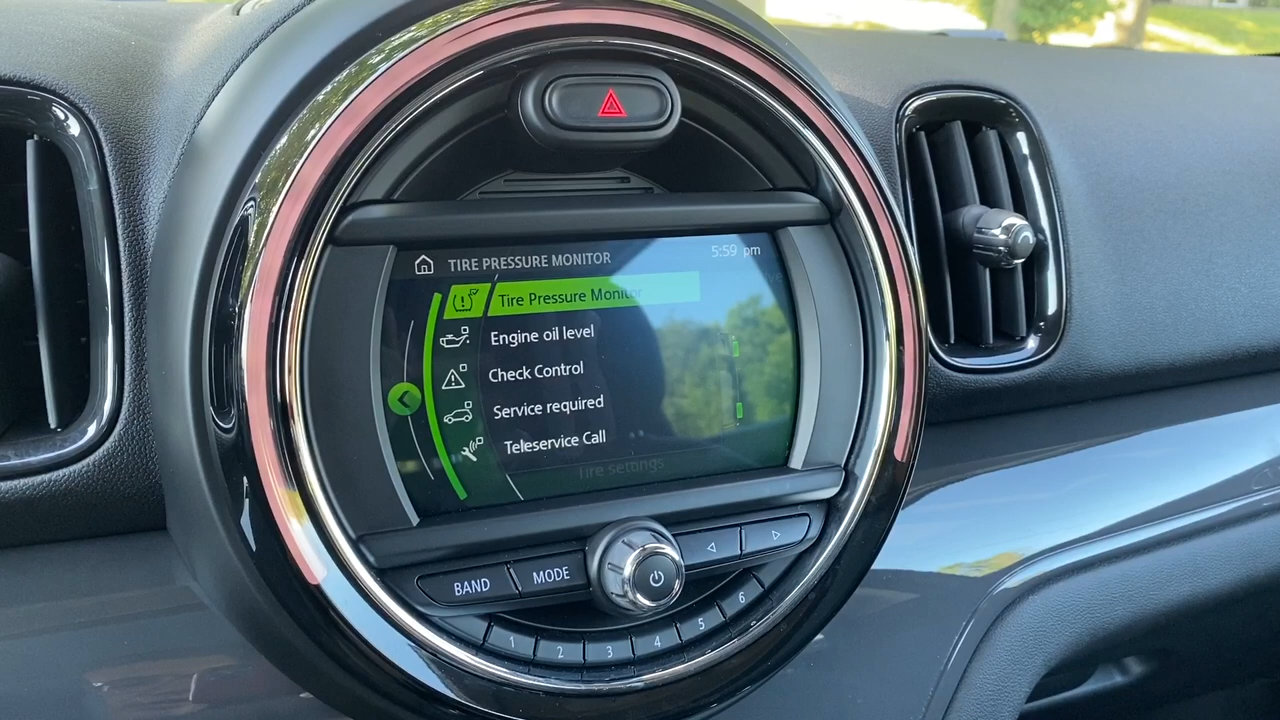 5:59 pm
TIRE PRESSURE MONITOR
Tire Pressure Monitor
Engine oil level
Check Control
Service required
Teleservice Call
Tire settings
BAND
MODE
1
2
3
4
5
6